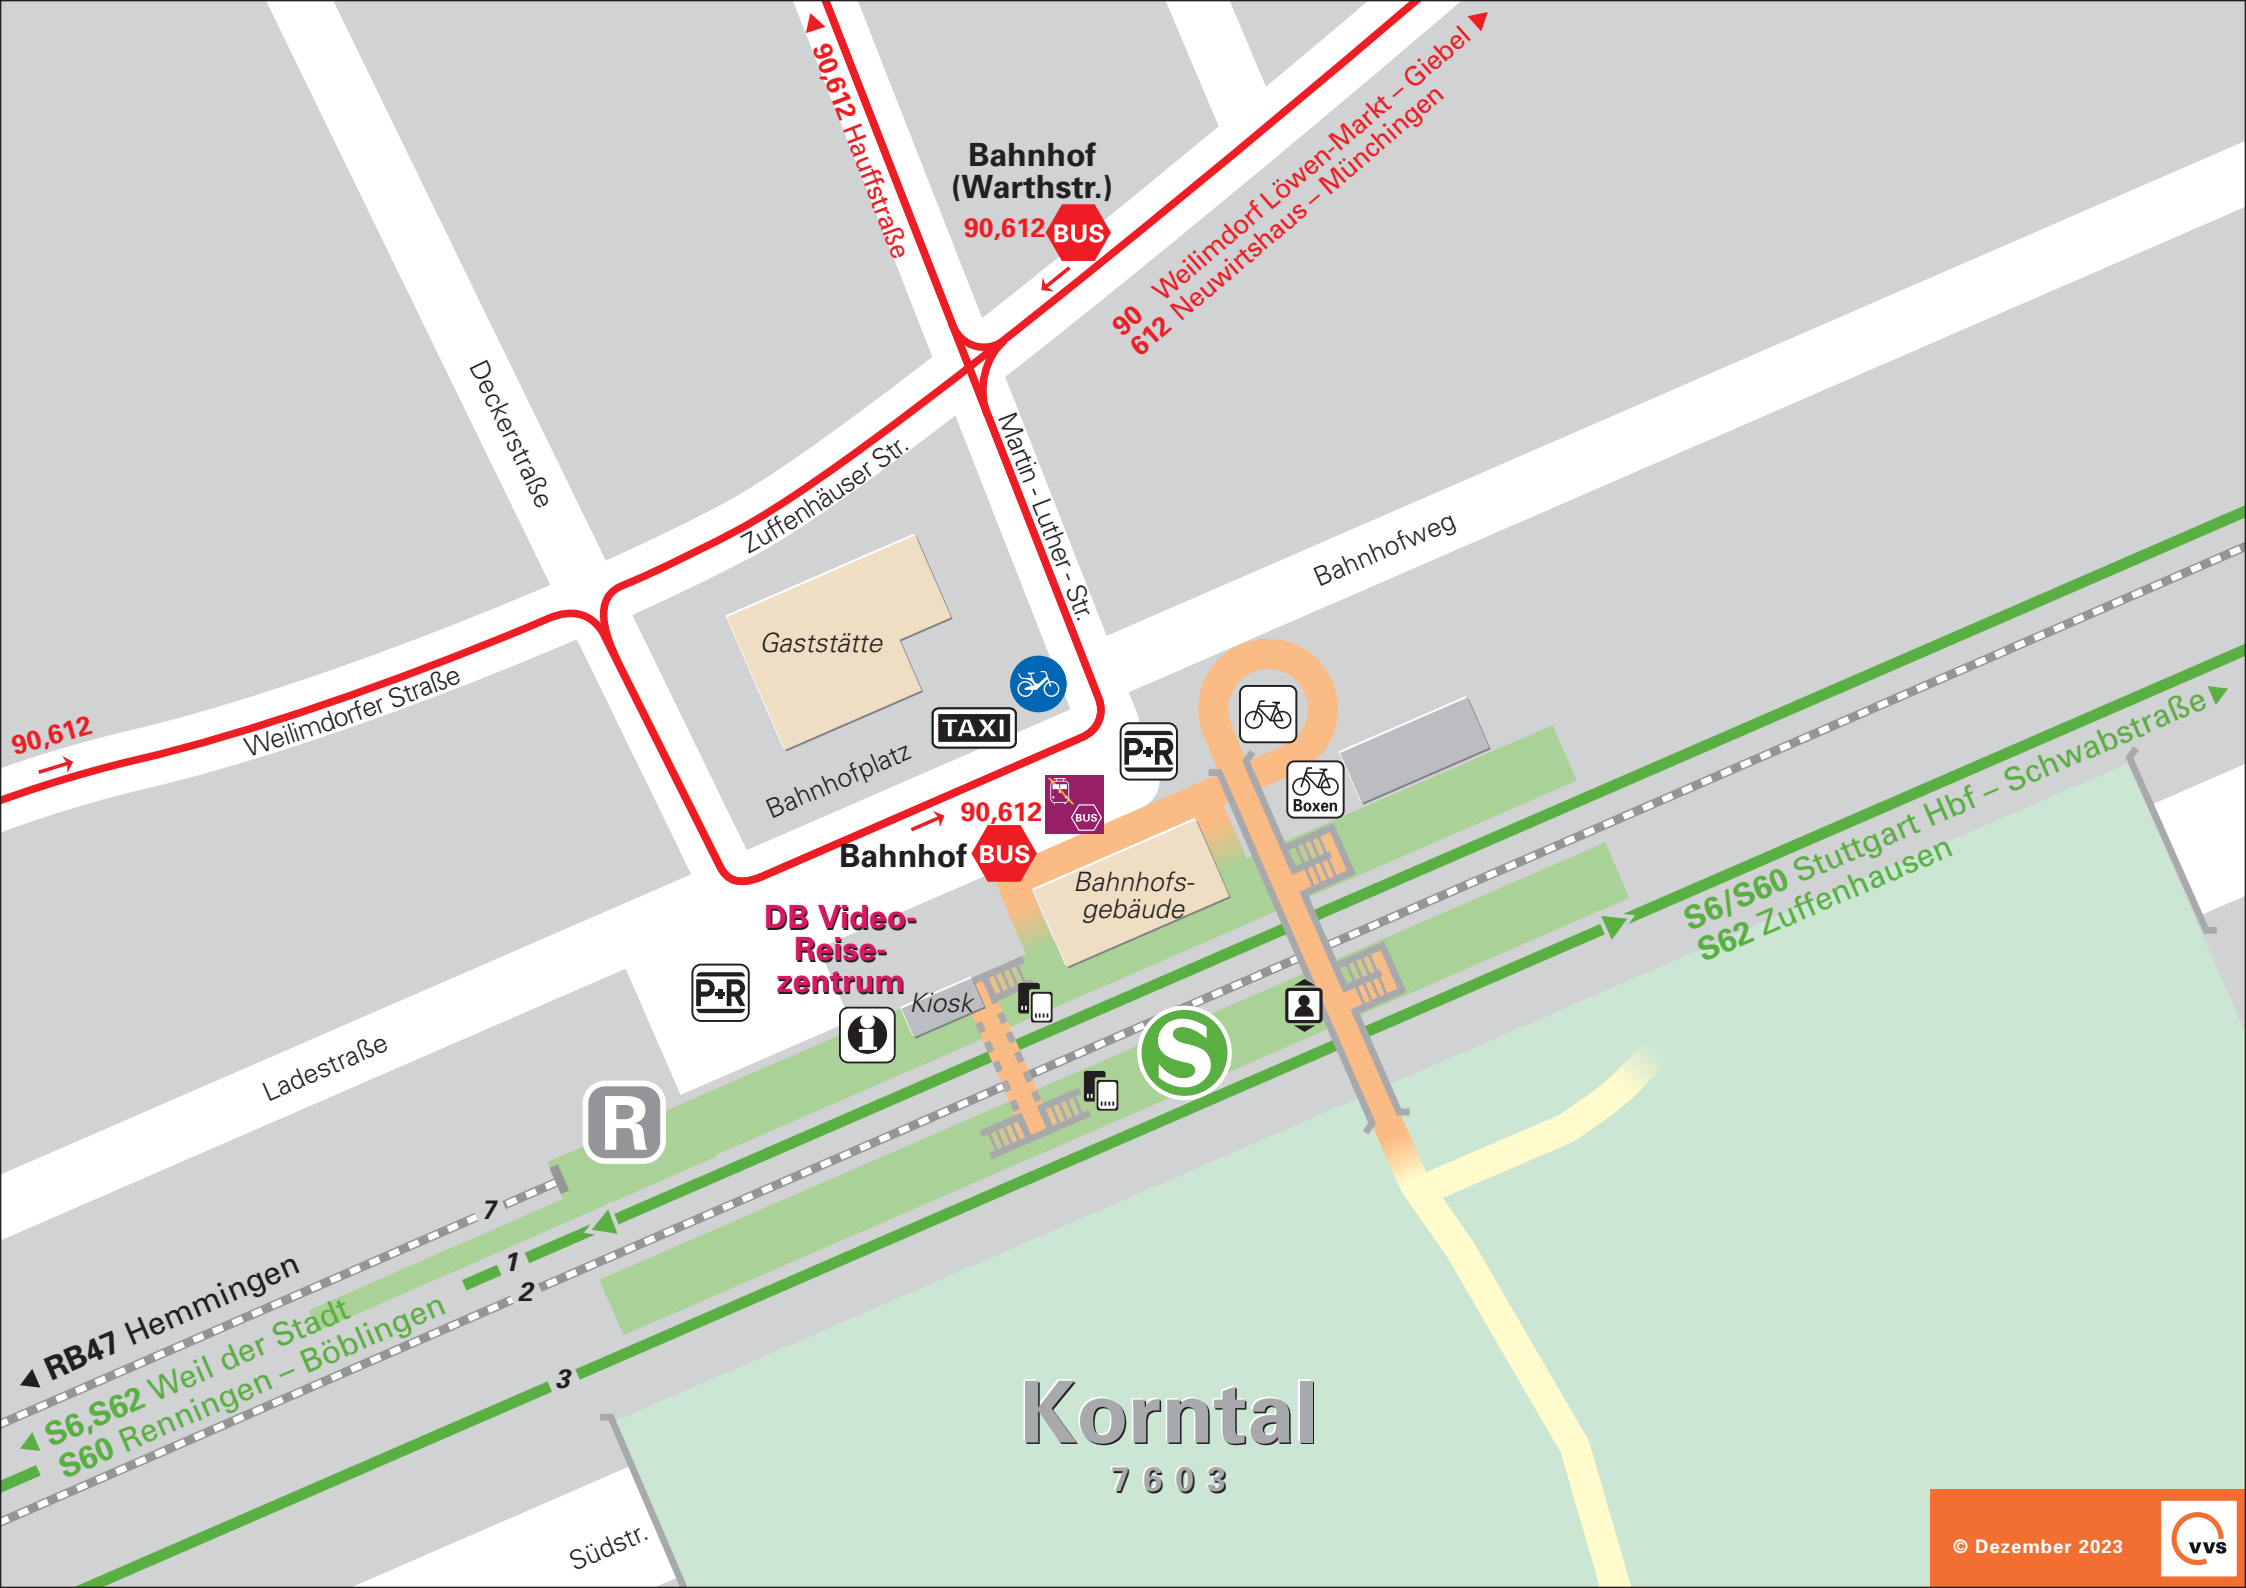 90,612 Hauffstraße
Bahnhof
(Warthstr.)
90,612
BUS
90 Weilimdorf Löwen-Markt – Giebel
612 Neuwirtshaus – Münchingen
Deckerstraße
Zuffenhäuser Str.
Martin - Luther - Str.
Bahnhofweg
Gaststätte
Weilimdorfer Straße
90,612
TAXI
Bahnhofplatz
P+R
Boxen
90,612
BUS
Bahnhof
BUS
Bahnhofs-
gebäude
DB Video-
Reise-
zentrum
P+R
Kiosk
i
S
R
Ladestraße
S6/S60 Stuttgart Hbf – Schwabstraße
S62 Zuffenhausen
7
1
2
3
RB47 Hemmingen
S6,S62 Weil der Stadt
S60 Renningen – Böblingen
Korntal
7603
Südstr.
© Dezember 2023
VVS